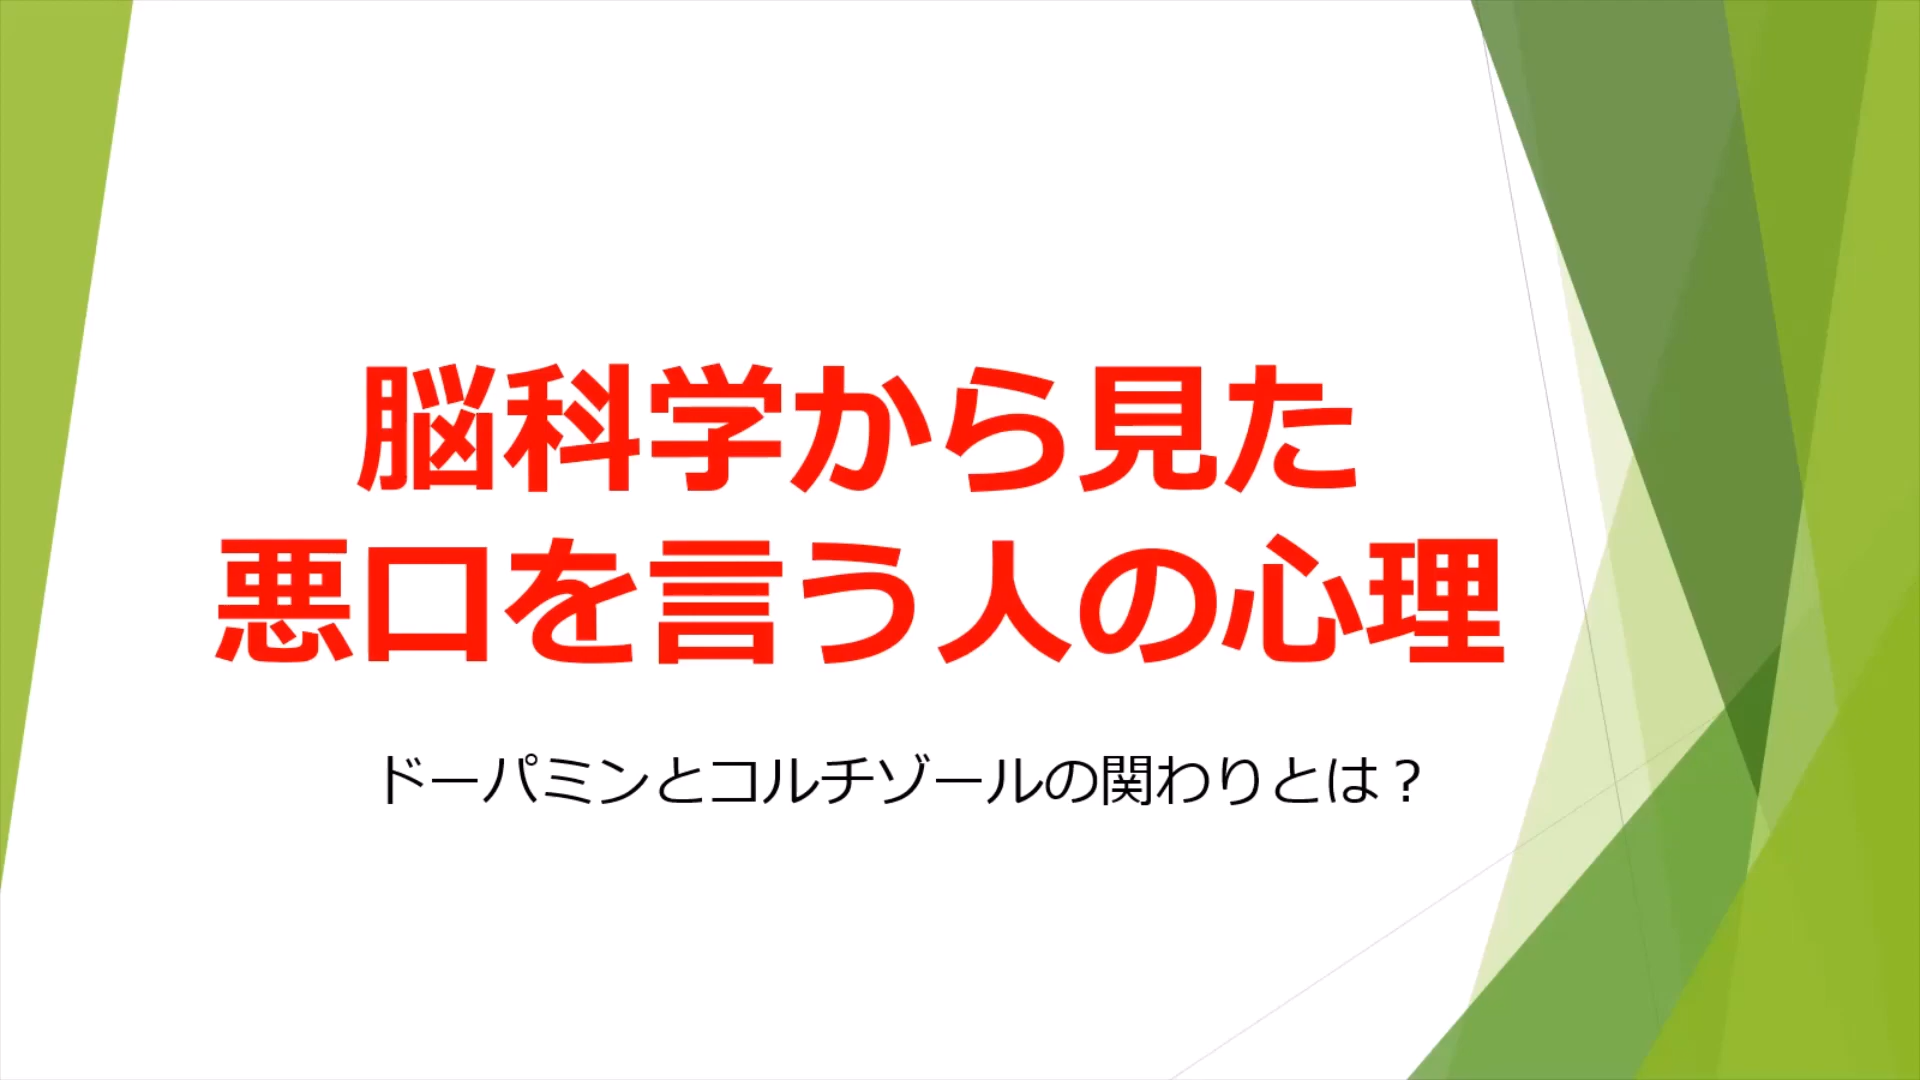 脳科学から見た
悪口を言う人の心理
ドーパミンとコルチゾールの関わりとは？